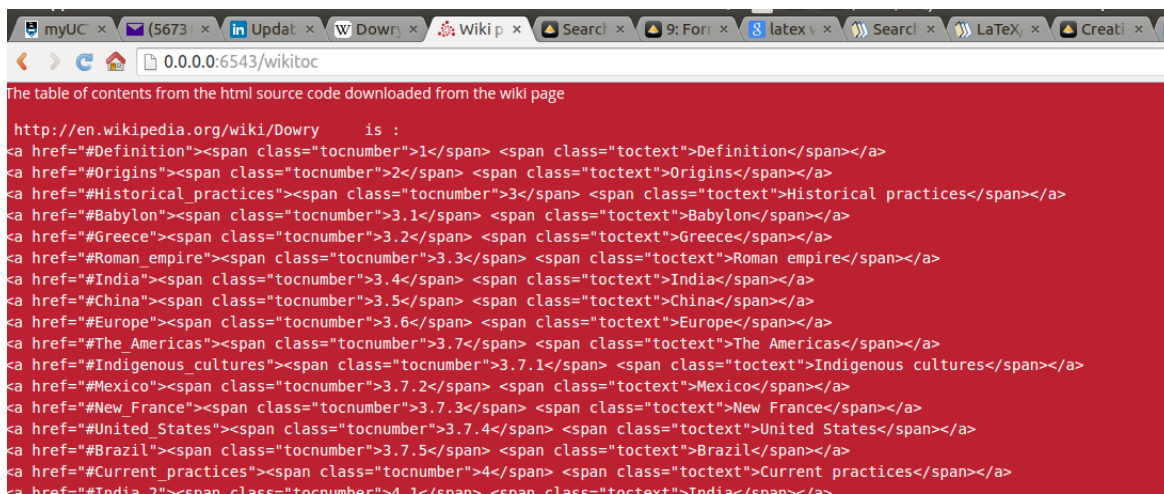 myUC × (5673 × Updat × Dowry × Wiki p × Search × 9: For × latex v × Search × LaTeX/ × Creati ×
0.0.0.0:6543/wikitoc
The table of contents from the html source code downloaded from the wiki page
http://en.wikipedia.org/wiki/Dowry is :
<a href="#Definition"><span class="tocnumber">1</span> <span class="toctext">Definition</span></a>
<a href="#Origins"><span class="tocnumber">2</span> <span class="toctext">Origins</span></a>
<a href="#Historical_practices"><span class="tocnumber">3</span> <span class="toctext">Historical practices</span></a>
<a href="#Babylon"><span class="tocnumber">3.1</span> <span class="toctext">Babylon</span></a>
<a href="#Greece"><span class="tocnumber">3.2</span> <span class="toctext">Greece</span></a>
<a href="#Roman_empire"><span class="tocnumber">3.3</span> <span class="toctext">Roman empire</span></a>
<a href="#India"><span class="tocnumber">3.4</span> <span class="toctext">India</span></a>
<a href="#China"><span class="tocnumber">3.5</span> <span class="toctext">China</span></a>
<a href="#Europe"><span class="tocnumber">3.6</span> <span class="toctext">Europe</span></a>
<a href="#The_Americas"><span class="tocnumber">3.7</span> <span class="toctext">The Americas</span></a>
<a href="#Indigenous_cultures"><span class="tocnumber">3.7.1</span> <span class="toctext">Indigenous cultures</span></a>
<a href="#Mexico"><span class="tocnumber">3.7.2</span> <span class="toctext">Mexico</span></a>
<a href="#New_France"><span class="tocnumber">3.7.3</span> <span class="toctext">New France</span></a>
<a href="#United_States"><span class="tocnumber">3.7.4</span> <span class="toctext">United States</span></a>
<a href="#Brazil"><span class="tocnumber">3.7.5</span> <span class="toctext">Brazil</span></a>
<a href="#Current_practices"><span class="tocnumber">4</span> <span class="toctext">Current practices</span></a>
<a href="#India_2"><span class="tocnumber">4.1</span> <span class="toctext">India</span></a>